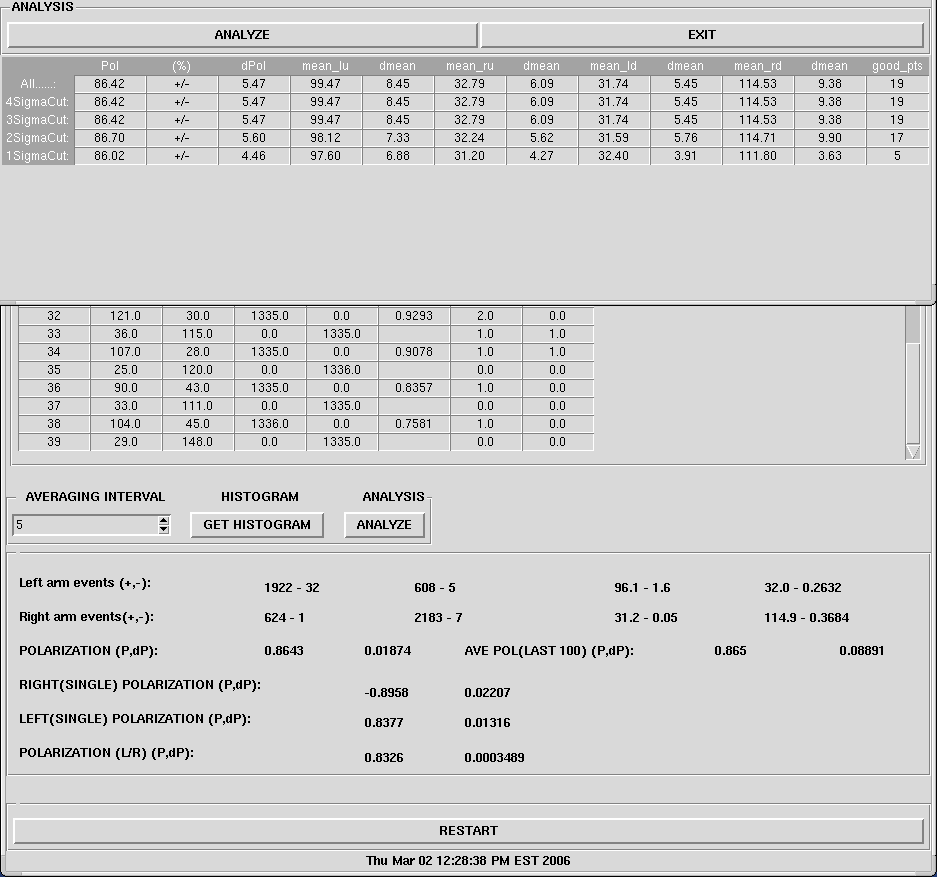 ANALYSIS
ANALYZE EXIT
Pol (%) dPol mean_lu dmean mean_ru dmean mean_ld dmean mean_rd dmean good_pts
All.....: 86.42 +/- 5.47 99.47 8.45 32.79 6.09 31.74 5.45 114.53 9.38 19
4SigmaCut: 86.42 +/- 5.47 99.47 8.45 32.79 6.09 31.74 5.45 114.53 9.38 19
3SigmaCut: 86.42 +/- 5.47 99.47 8.45 32.79 6.09 31.74 5.45 114.53 9.38 19
2SigmaCut: 86.70 +/- 5.60 98.12 7.33 32.24 5.62 31.59 5.76 114.71 9.90 17
1SigmaCut: 86.02 +/- 4.46 97.60 6.88 31.20 4.27 32.40 3.91 111.80 3.63 5
32 121.0 30.0 1335.0 0.0 0.9293 2.0 0.0
33 36.0 115.0 0.0 1335.0 1.0 1.0
34 107.0 28.0 1335.0 0.0 0.9078 1.0 1.0
35 25.0 120.0 0.0 1336.0 0.0 0.0
36 90.0 43.0 1335.0 0.0 0.8357 1.0 0.0
37 33.0 111.0 0.0 1335.0 0.0 0.0
38 104.0 45.0 1336.0 0.0 0.7581 1.0 0.0
39 29.0 148.0 0.0 1335.0 0.0 0.0
AVERAGING INTERVAL HISTOGRAM ANALYSIS
5 GET HISTOGRAM ANALYZE
Left arm events (+,-): 1922 - 32 608 - 5 96.1 - 1.6 32.0 - 0.2632
Right arm events(+,-): 624 - 1 2183 - 7 31.2 - 0.05 114.9 - 0.3684
POLARIZATION (P,dP): 0.8643 0.01874 AVE POL(LAST 100) (P,dP): 0.865 0.08891
RIGHT(SINGLE) POLARIZATION (P,dP): -0.8958 0.02207
LEFT(SINGLE) POLARIZATION (P,dP): 0.8377 0.01316
POLARIZATION (L/R) (P,dP): 0.8326 0.0003489
RESTART
Thu Mar 02 12:28:38 PM EST 2006